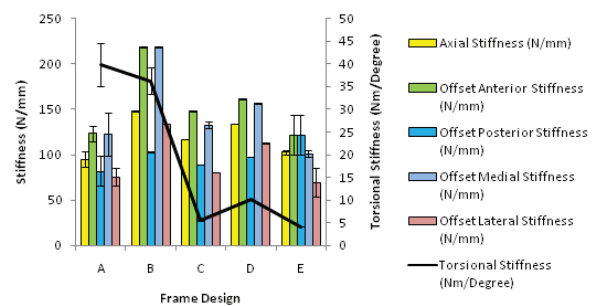 250
200
150
100
50
0
Stiffness (N/mm)
50
45
40
35
30
25
20
15
10
5
0
Torsional Stiffness (Nm/Degree)
A B C D E
Frame Design
Axial Stiffness (N/mm)
Offset Anterior Stiffness
(N/mm)
Offset Posterior Stiffness
(N/mm)
Offset Medial Stiffness
(N/mm)
Offset Lateral Stiffness
(N/mm)
Torsional Stiffness
(Nm/Degree)